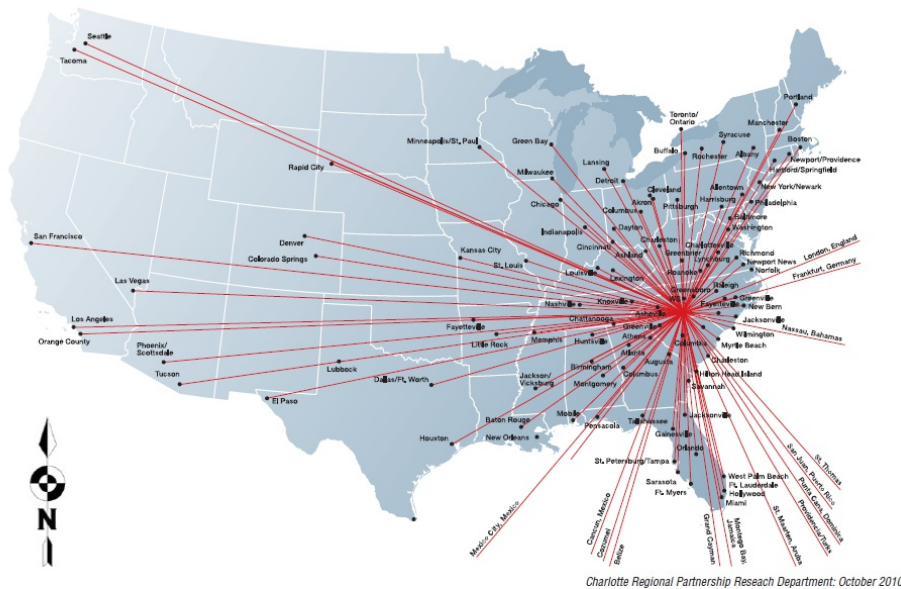 Seattle
Tacoma
Portland
Toronto/
Ontario
Manchester
Syracuse
Boston
Minneapolis/St. Paul
Green Bay
Buffalo
Rochester
Albany
Newport/Providence
Hartford/Springfield
Rapid City
Lansing
Milwaukee
Detroit
Cleveland
Allentown
New York/Newark
Chicago
Akron
Pittsburgh
Harrisburg
Philadelphia
Columbus
Baltimore
Indianapolis
Dayton
Washington
San Francisco
Denver
Cincinnati
Charleston
Charlottesville
London, England
Colorado Springs
Kansas City
Ashland
Greenbrier
Lynchburg
Richmond
St. Louis
Newport News
Frankfurt, Germany
Louisville
Lexington
Roanoke
Norfolk
Las Vegas
Greensboro
Raleigh
Nashville
Knoxville
WS
Greenville
Fayetteville
New Bern
Los Angeles
Asheville
Jacksonville
Fayetteville
Chattanooga
Greenville
Nassau, Bahamas
Orange County
Little Rock
Memphis
Huntsville
Athens
Columbia
Wilmington
Phoenix/
Scottsdale
Atlanta
Myrtle Beach
Augusta
Charleston
Tucson
Lubbock
Birmingham
Columbus
Hilton Head Island
Dallas/Ft. Worth
Jackson/
Vicksburg
Montgomery
Savannah
El Paso
Mobile
Baton Rouge
Pensacola
Tallahassee
Jacksonville
Houxton
New Orleans
Gainesville
Orlando
St. Petersburg/Tampa
St. Thomas
San Juan, Puerto Rico
Sarasota
West Palm Beach
Punta Cana, Dominica
Ft. Myers
Ft. Lauderdale
Hollywood
Providencia/Turks
Miami
Mexico City, Mexico
Cancun, Mexico
Cozumel
Belize
Grand Cayman
Montego Bay,
Jamaica
St. Maarten, Aruba
N
Charlotte Regional Partnership Reseach Department: October 2010